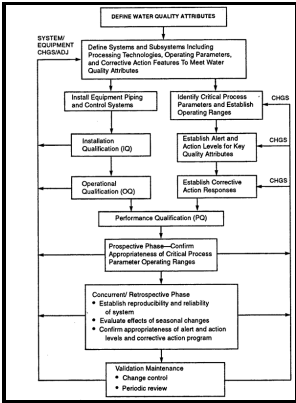 DEFINE WATER QUALITY ATTRIBUTES
SYSTEM/
EQUIPMENT
CHGS/ADJ
Define Systems and Subsystems Including
Processing Technologies, Operating Parameters,
and Corrective Action Features To Meet Water
Quality Attributes
Install Equipment Piping
and Control Systems
Identify Critical Process
Parameters and Establish
Operating Ranges
CHGS
Installation
Qualification (IQ)
Establish Alert and
Action Levels for Key
Quality Attributes
CHGS
Operational
Qualification (OQ)
Establish Corrective
Action Responses
CHGS
Performance Qualification (PQ)
Prospective Phase—Confirm
Appropriateness of Critical Process
Parameter Operating Ranges
Concurrent/ Retrospective Phase
• Establish reproducibility and reliability
of system
• Evaluate effects of seasonal changes
• Confirm appropriateness of alert and action
levels and corrective action program
Validation Maintenance
• Change control
• Periodic review